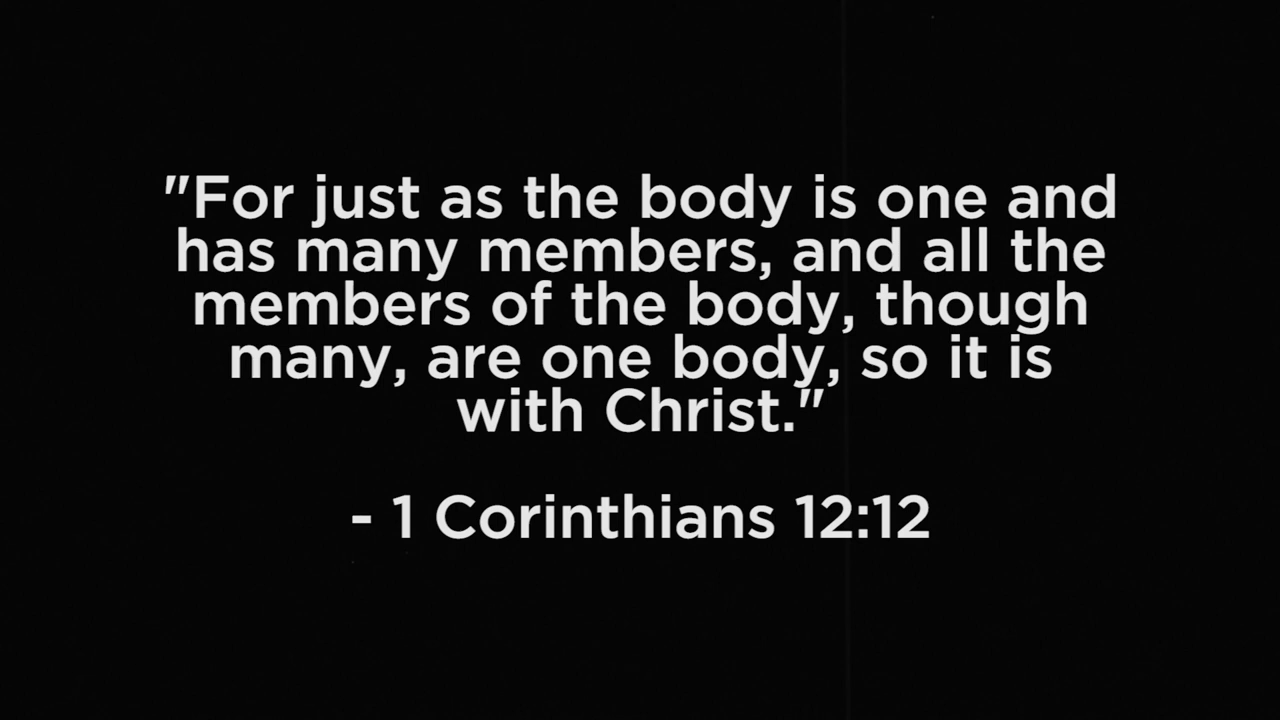 "For just as the body is one and
has many members, and all the
members of the body, though
many, are one body, so it is
with Christ."
- 1 Corinthians 12:12